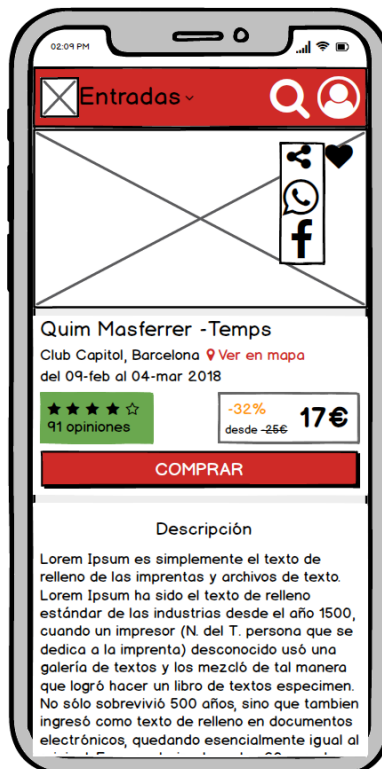 02:09 PM
Entradas
Quim Masferrer -Temps
Club Capitol, Barcelona Ver en mapa
del 09-feb al 04-mar 2018
91 opiniones
-32%
desde 25€
17€
COMPRAR
Descripción
Lorem Ipsum es simplemente el texto de
relleno de las imprentas y archivos de texto.
Lorem Ipsum ha sido el texto de relleno
estándar de las industrias desde el año 1500,
cuando un impresor (N. del T. persona que se
dedica a la imprenta) desconocido usó una
galería de textos y los mezcló de tal manera
que logró hacer un libro de textos especimen.
No sólo sobrevivió 500 años, sino que tambien
ingresó como texto de relleno en documentos
electrónicos, quedando esencialmente igual al